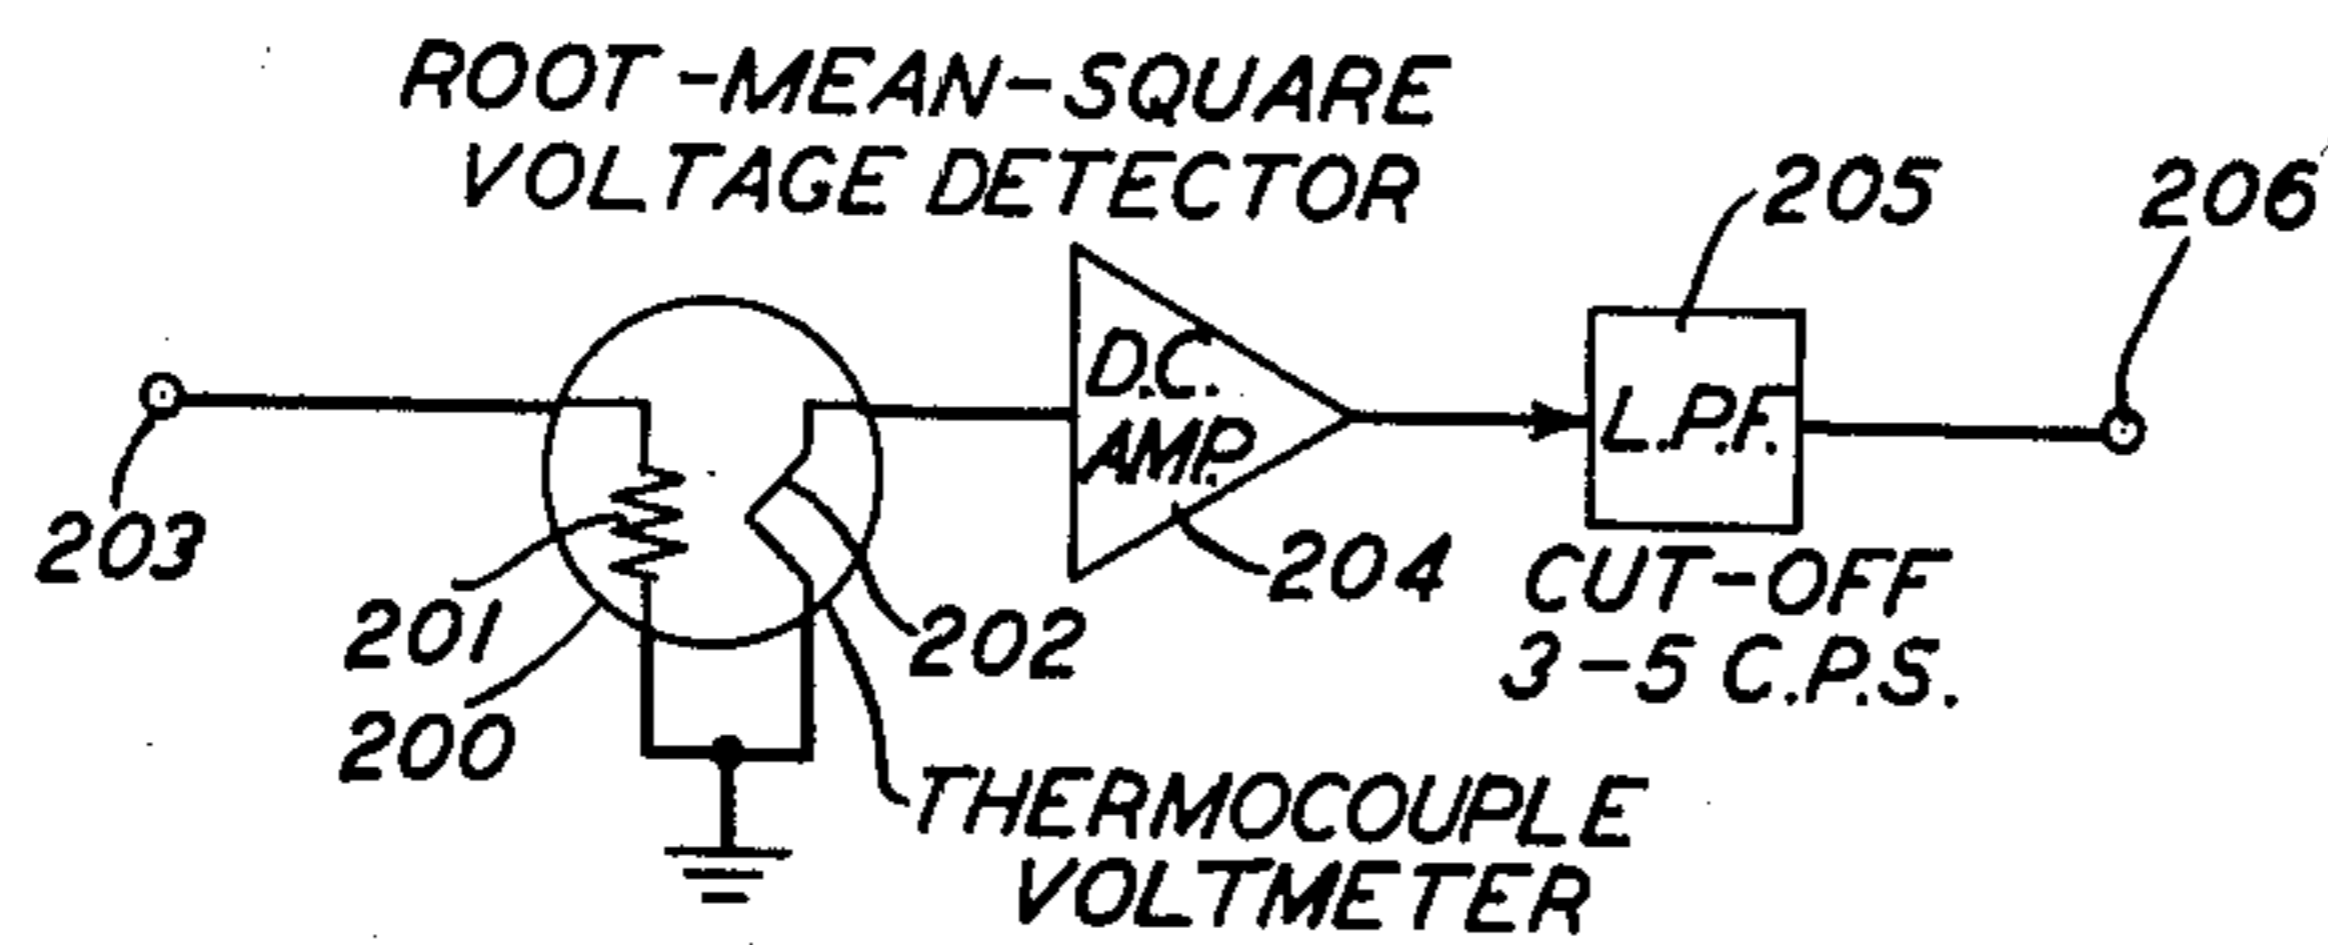 ROOT-MEAN-SQUARE
VOLTAGE DETECTOR
205
206
D.C.
AMP.
L.P.F.
203
204
CUT-OFF
3-5 C.P.S.
201
202
200
THERMOCOUPLE
VOLTMETER